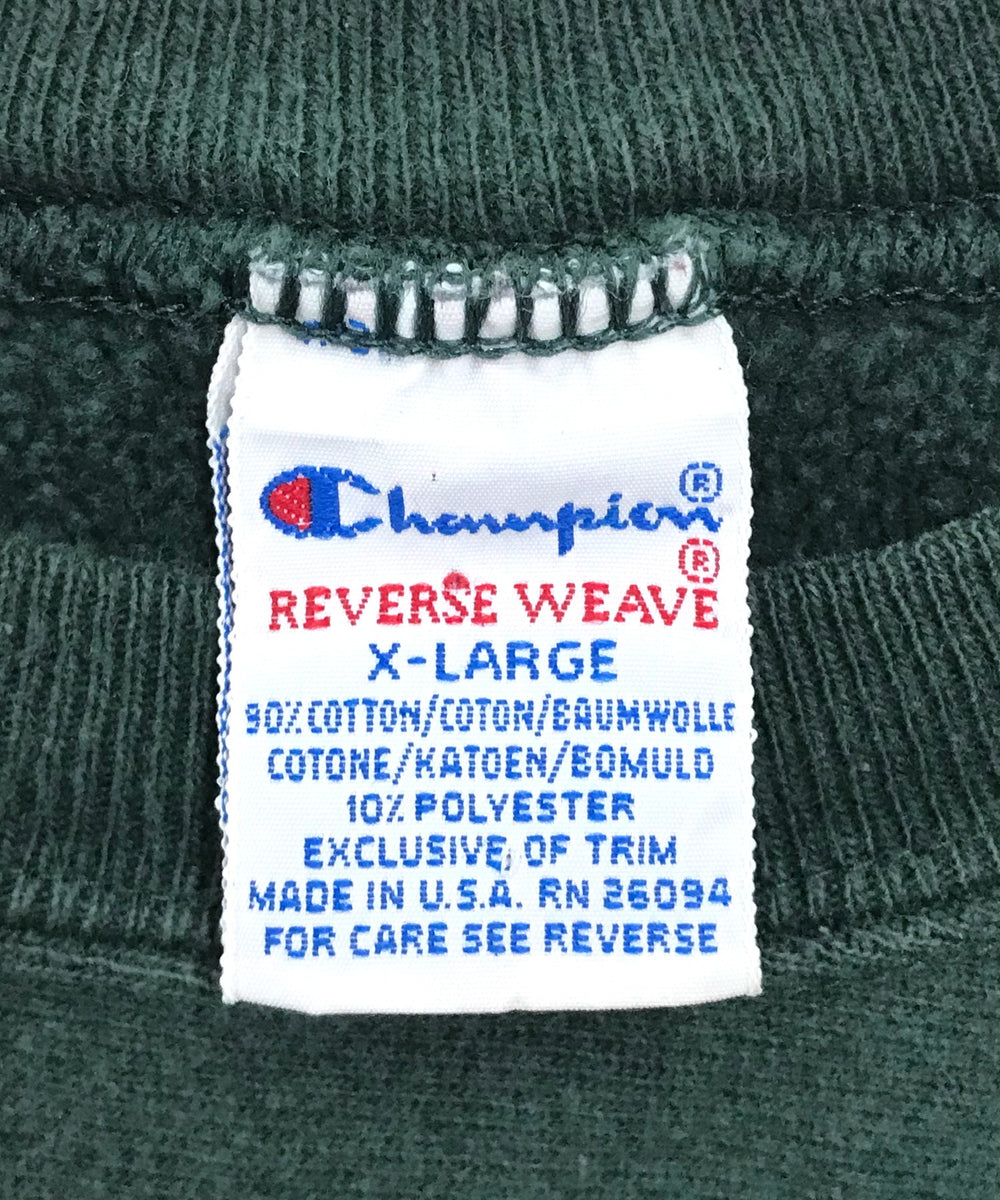 Champion®
REVERSE WEAVE®
X-LARGE
90% COTTON/COTON/BAUMWOLLE
COTONE/KATOEN/BOMULD
10% POLYESTER
EXCLUSIVE OF TRIM
MADE IN U.S.A. RN 26094
FOR CARE SEE REVERSE